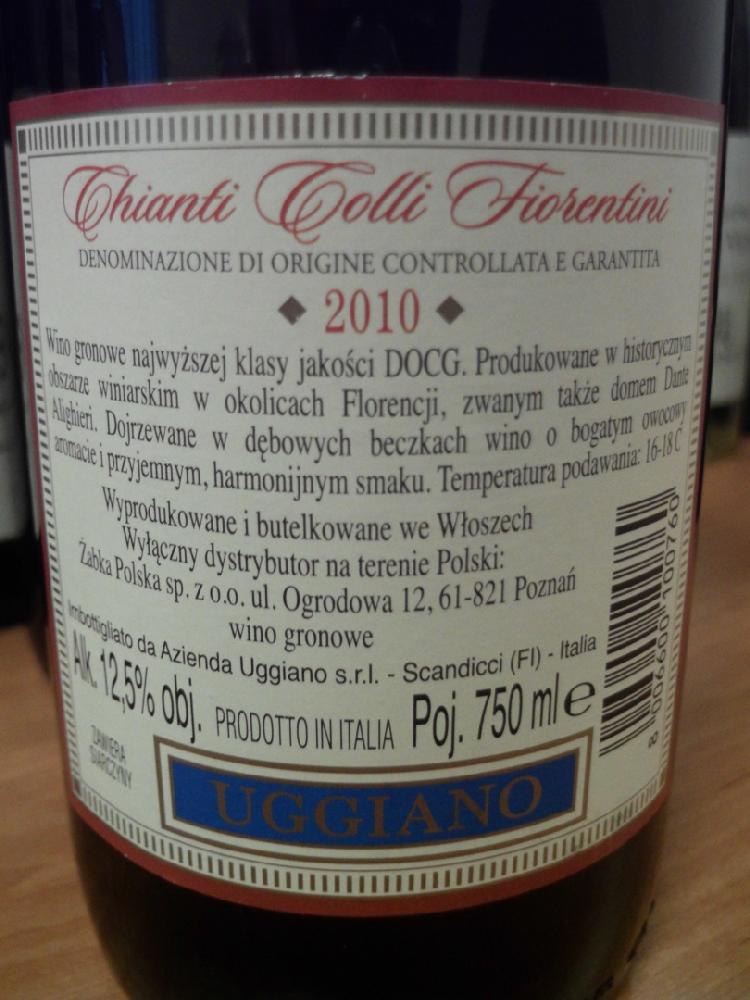 Chianti Colli Fiorentini
DENOMINAZIONE DI ORIGINE CONTROLLATA E GARANTITA
2010
Wino gronowe najwyższej klasy jakości DOCG. Produkowane w historycznym
obszarze winiarskim w okolicach Florencji, zwanym także domem Dante
Alighieri. Dojrzewane w dębowych beczkach wino o bogatym owocowy
aromacie i przyjemnym, harmonijnym smaku. Temperatura podawania: 16-18 C
Wyprodukowane i butelkowane we Włoszech
Wyłączny dystrybutor na terenie Polski:
Żabka Polska sp. z o.o. ul. Ogrodowa 12, 61-821 Poznań
wino gronowe
Imbottigliato da Azienda Uggiano s.r.l. - Scandicci (FI) - Italia
Alk. 12,5% obj. PRODOTTO IN ITALIA Poj. 750 ml e
ZAWIERA
SIARCZYNY
8 006600 100760
UGGIANO